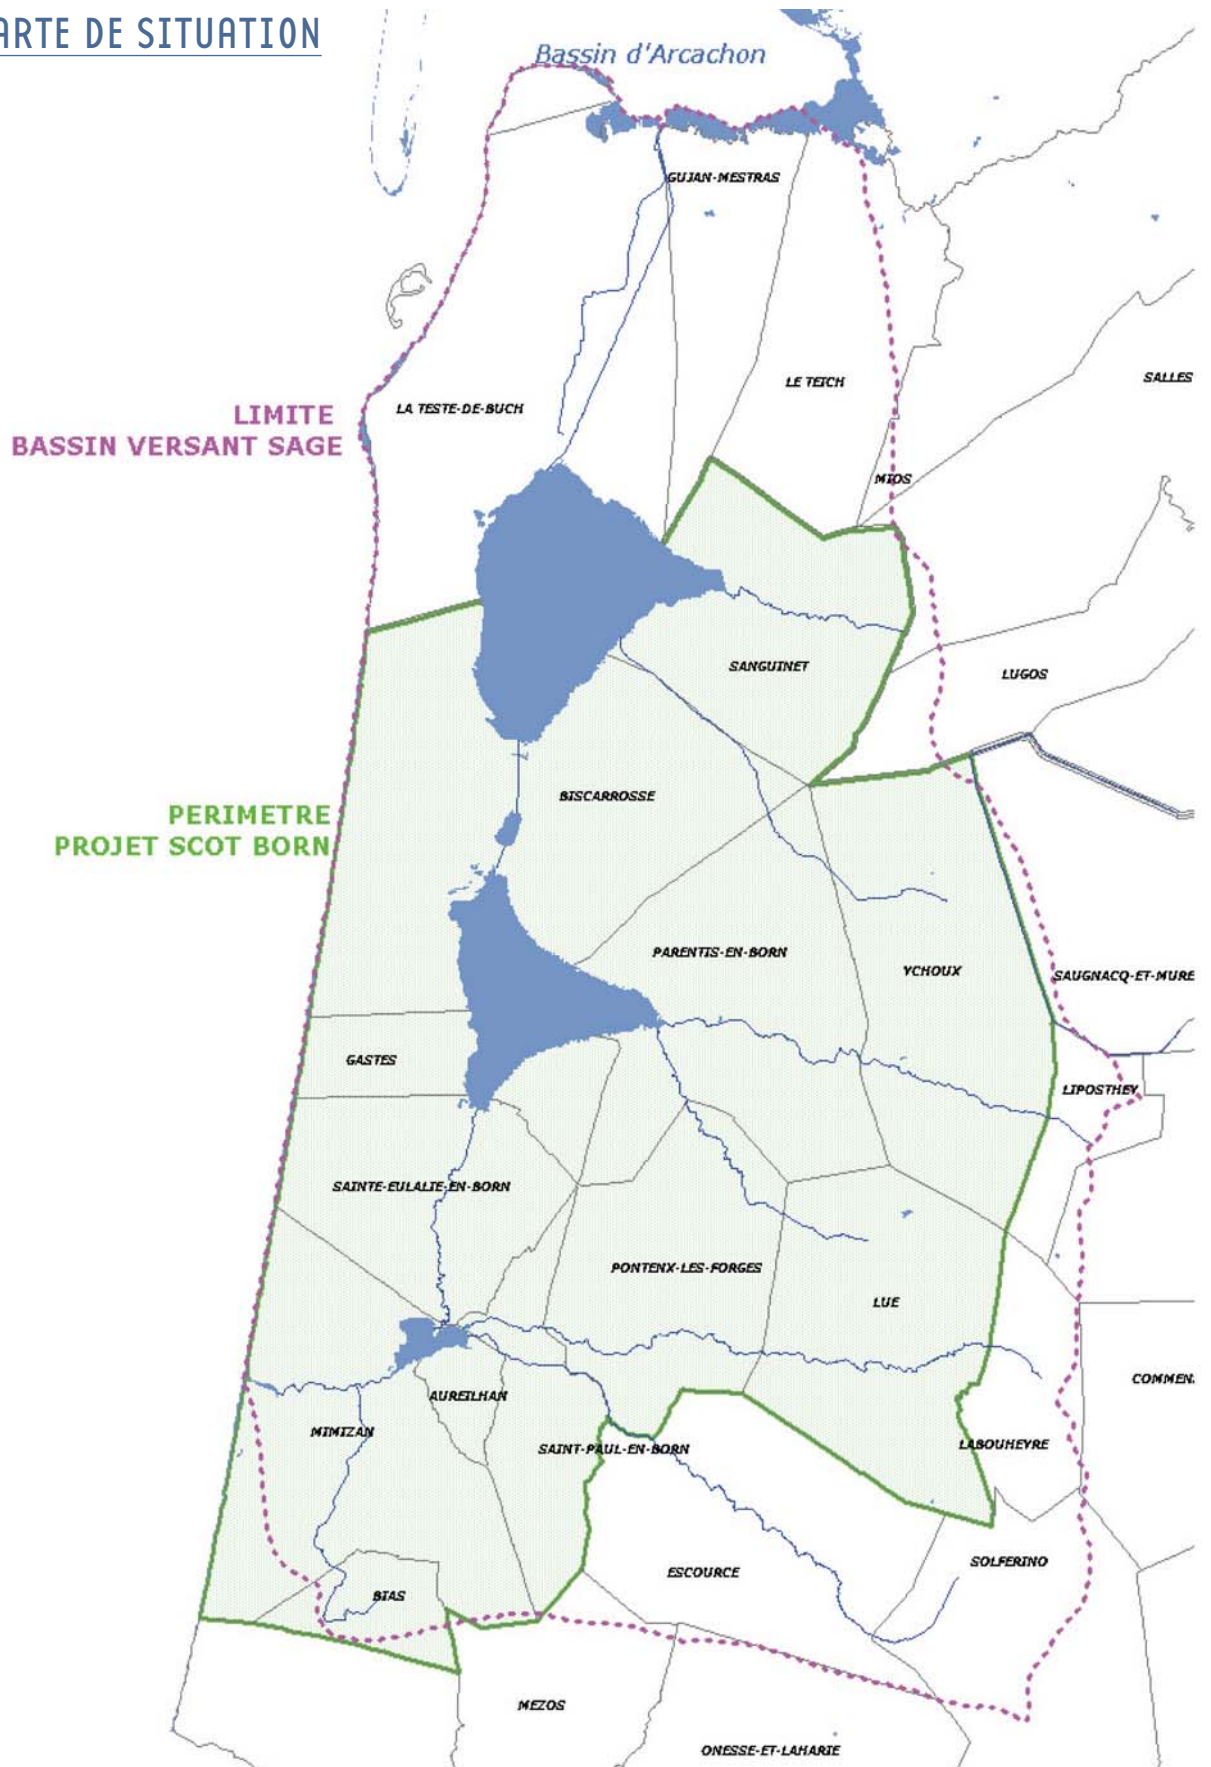 ARTE DE SITUATION
Bassin d'Arcachon
GUJAN-MESTRAS
LE TEICH
SALLES
LA TESTE-DE-BUCH
LIMITE
BASSIN VERSANT SAGE
MIOS
SANGUINET
LUGOS
BISCARROSSE
PERIMETRE
PROJET SCOT BORN
PARENTIS-EN-BORN
YCHOUX
SAUGNACQ-ET-MURE
GASTES
LIPOSTHEY
SAINTE-EULALIE-EN-BORN
PONTENX-LES-FORGES
LUE
COMMEN
AUREILHAN
MIMIZAN
SAINT-PAUL-EN-BORN
LABOUHEYRE
SOLFERINO
ESCOURCE
BIAS
MEZOS
ONESSE-ET-LAHARIE